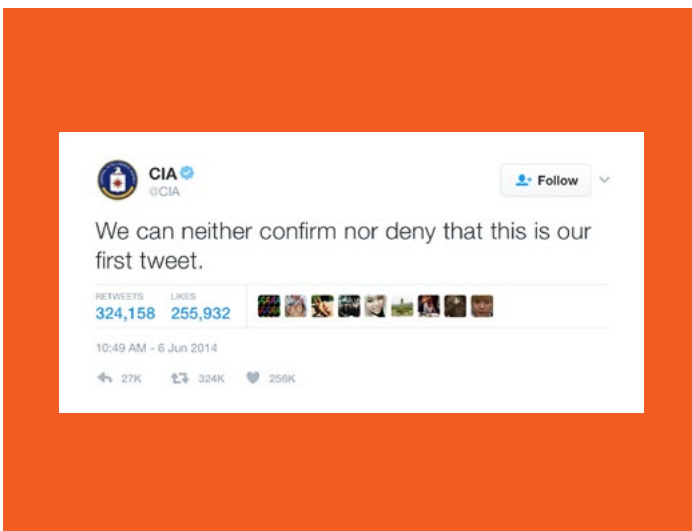 CIA
@CIA
Follow
We can neither confirm nor deny that this is our
first tweet.
RETWEETS LIKES
324,158 255,932
10:49 AM - 6 Jun 2014
27K 324K 256K